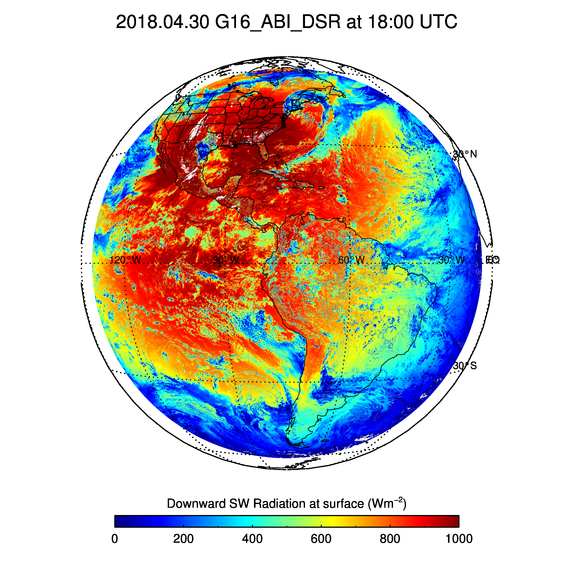 2018.04.30 G16_ABI_DSR at 18:00 UTC
30°N
120°W
60°W
30°W
30°S
Downward SW Radiation at surface (Wm⁻²)
0 200 400 600 800 1000